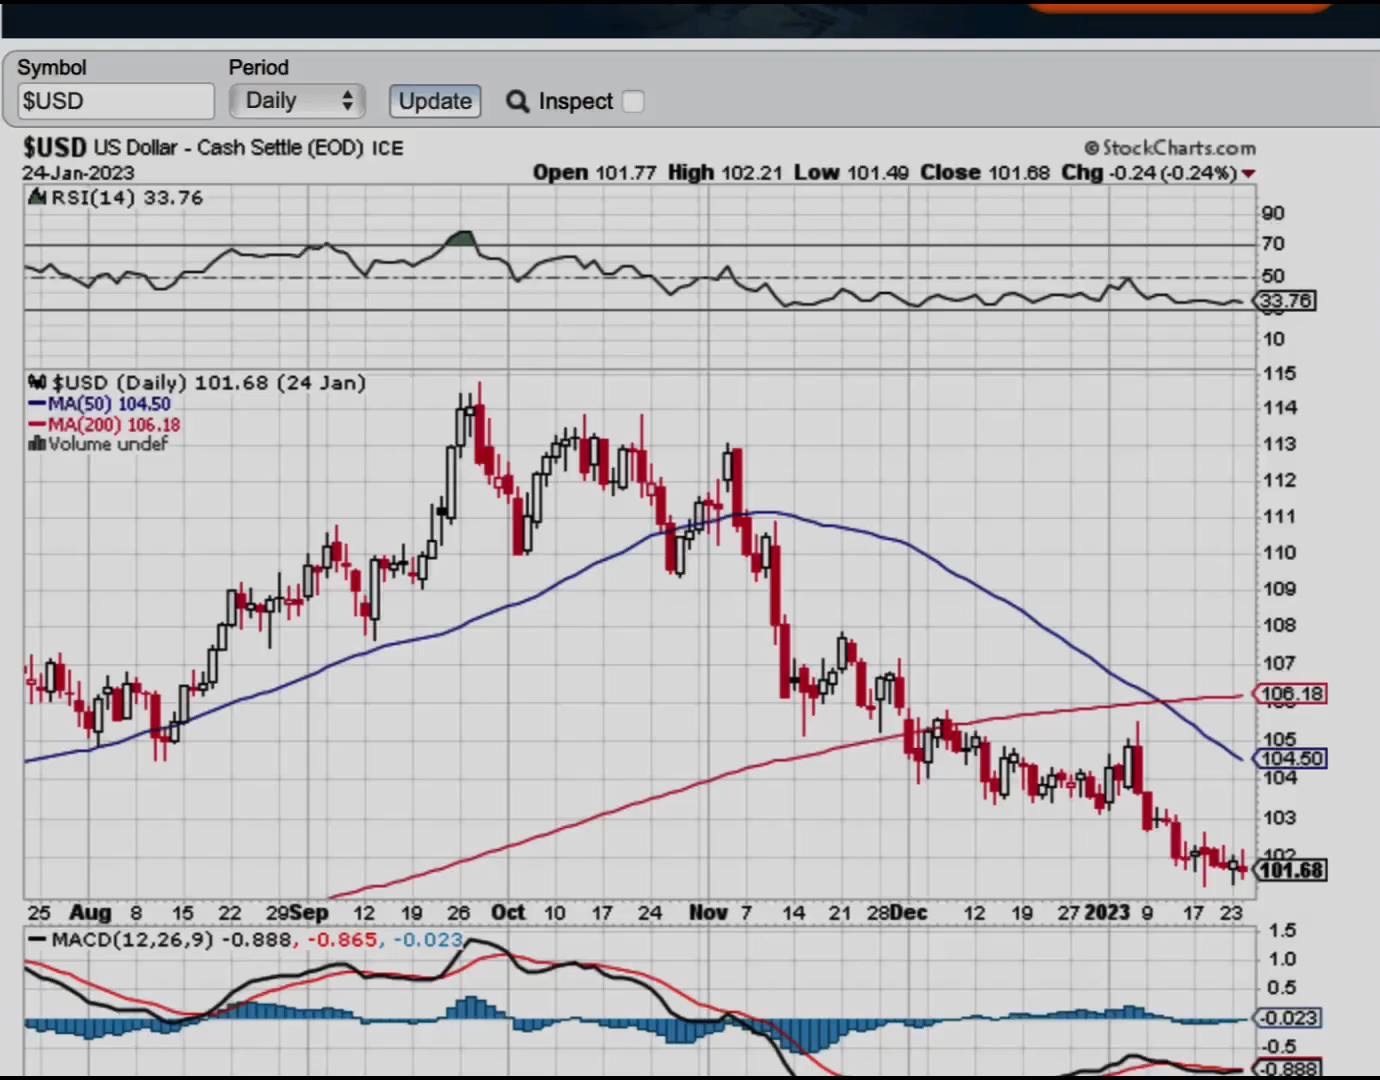 Symbol Period
$USD Daily Update Inspect
$USD US Dollar - Cash Settle (EOD) ICE © StockCharts.com
24-Jan-2023 Open 101.77 High 102.21 Low 101.49 Close 101.68 Chg -0.24 (-0.24%)
RSI(14) 33.76
90
70
50
33.76
10
$USD (Daily) 101.68 (24 Jan)
MA(50) 104.50
MA(200) 106.18
Volume undef
115
114
113
112
111
110
109
108
107
106.18
105
104.50
104
103
102
101.68
25 Aug 8 15 22 29 Sep 12 19 26 Oct 10 17 24 Nov 7 14 21 28 Dec 12 19 27 2023 9 17 23
MACD(12,26,9) -0.888, -0.865, -0.023
1.5
1.0
0.5
-0.023
-0.5
-0.888